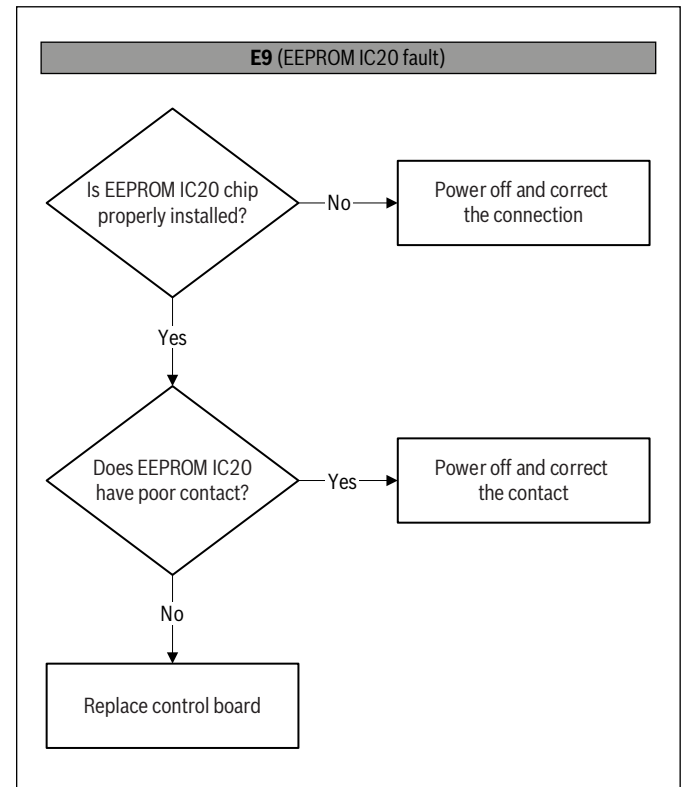 E9 (EEPROM IC20 fault)
Is EEPROM IC20 chip
properly installed?
No
Power off and correct
the connection
Yes
Does EEPROM IC20
have poor contact?
Yes
Power off and correct
the contact
No
Replace control board